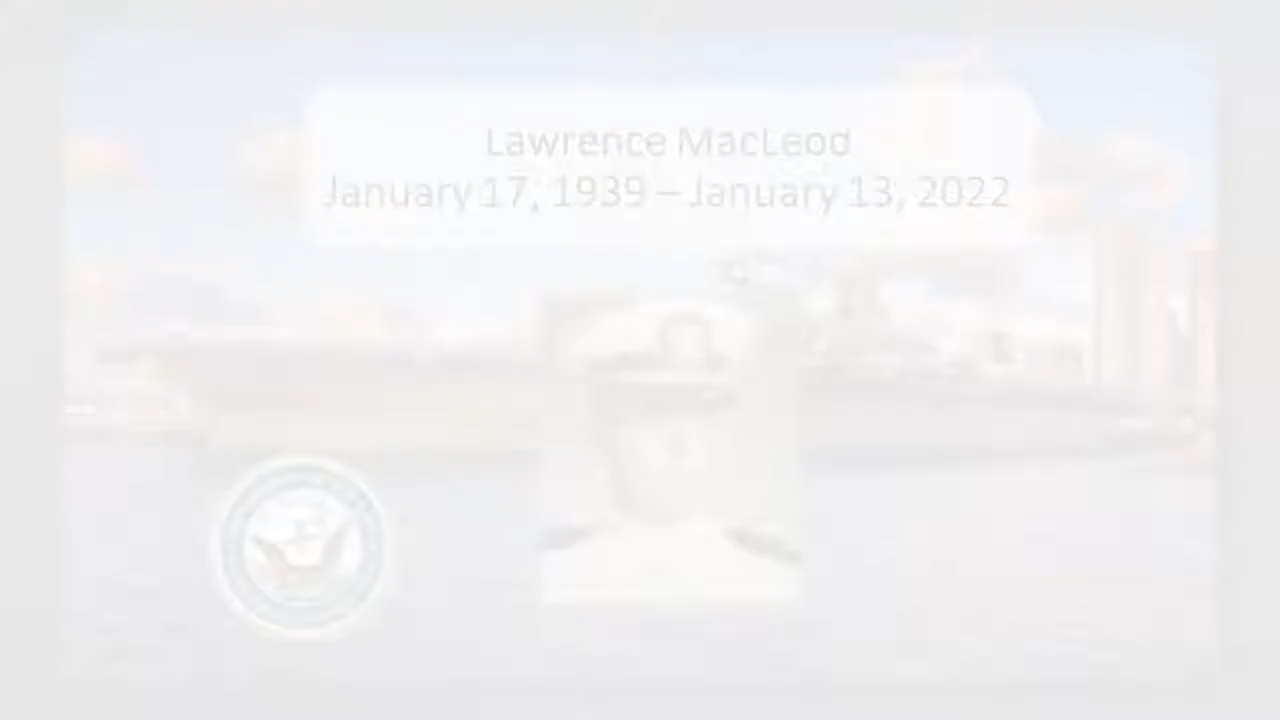 Lawrence MacLeod
January 17, 1939 – January 13, 2022